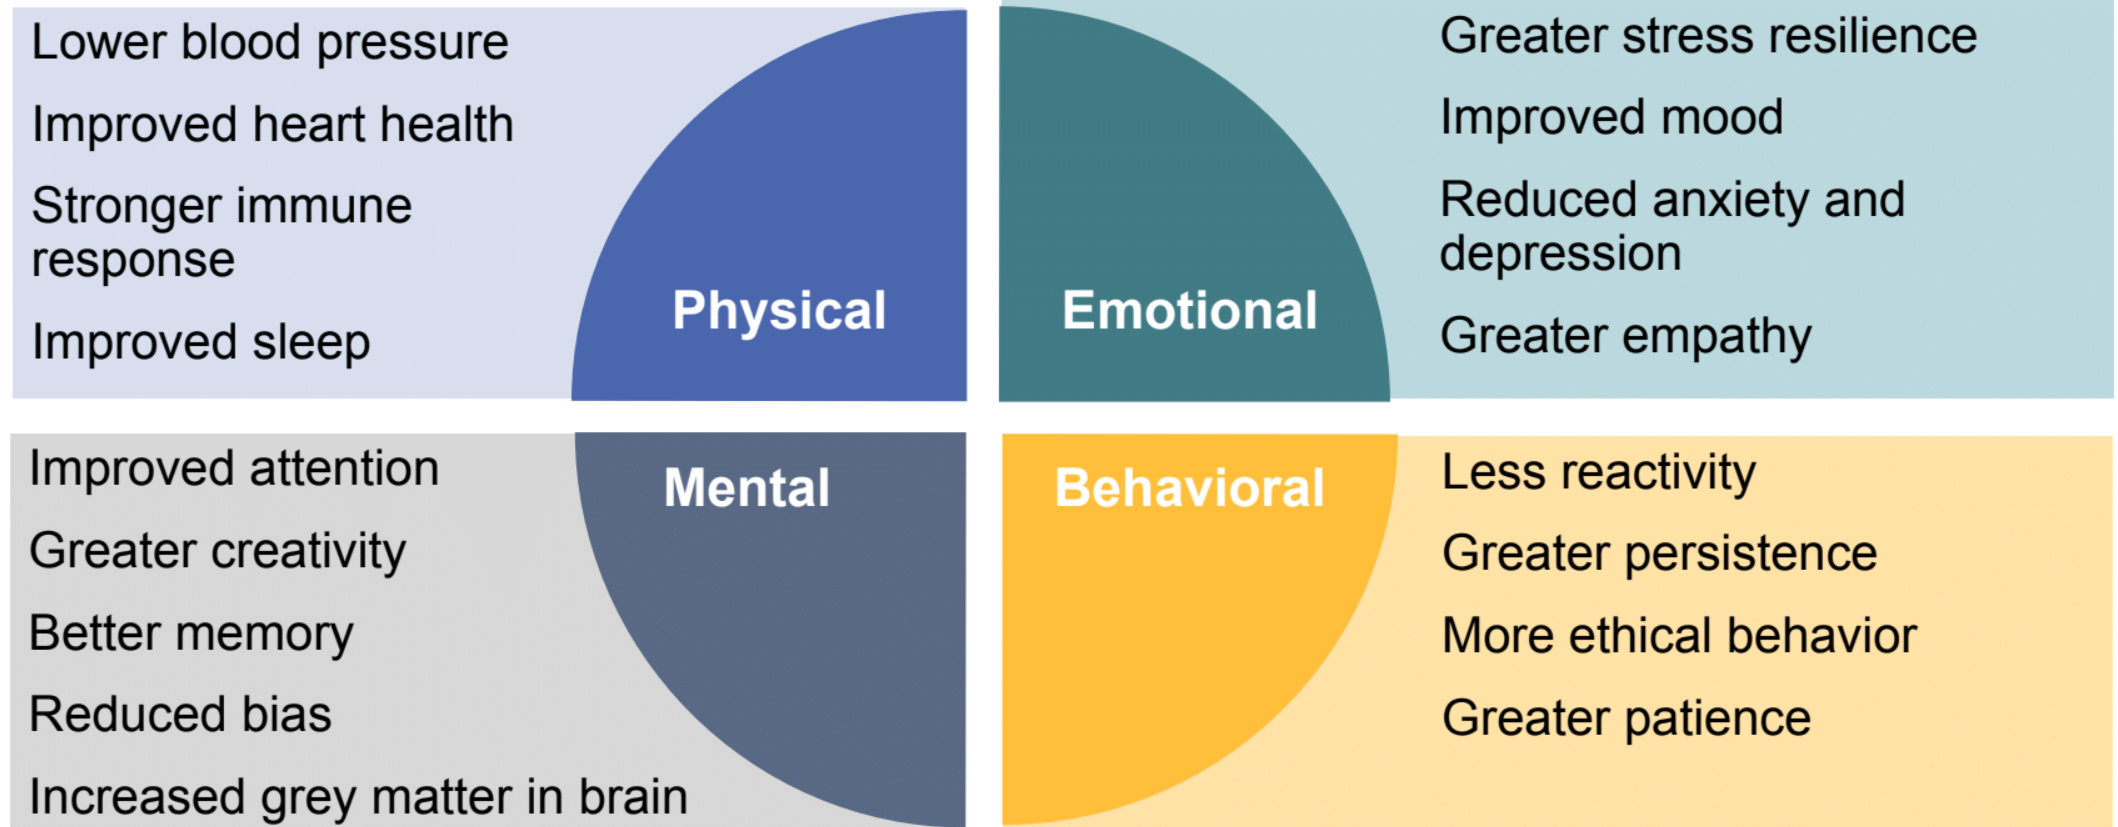 Lower blood pressure
Improved heart health
Stronger immune
response
Improved sleep
Physical
Emotional
Greater stress resilience
Improved mood
Reduced anxiety and
depression
Greater empathy
Improved attention
Greater creativity
Better memory
Reduced bias
Increased grey matter in brain
Mental
Behavioral
Less reactivity
Greater persistence
More ethical behavior
Greater patience